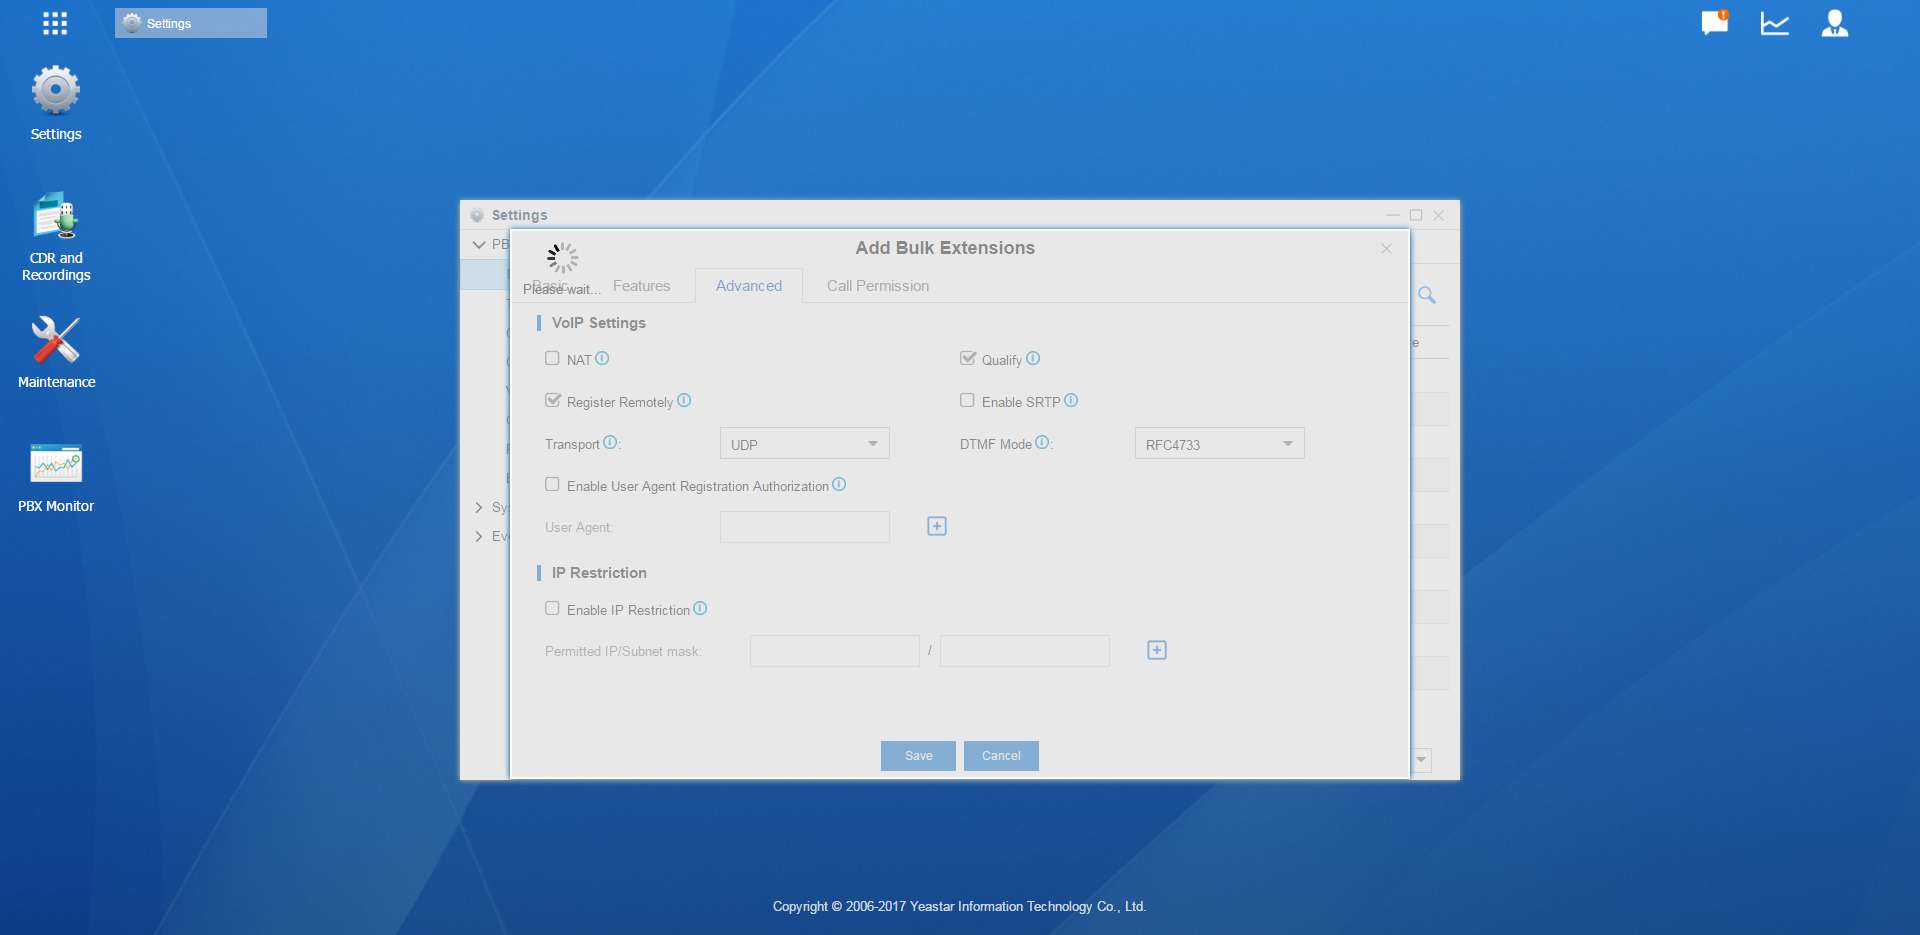 Settings
Settings
CDR and
Recordings
Maintenance
PBX Monitor
Settings
PB
Add Bulk Extensions
Basic
Please wait...
Features
Advanced
Call Permission
VoIP Settings
NAT
Qualify
te
Register Remotely
Enable SRTP
Transport :
UDP
DTMF Mode :
RFC4733
Enable User Agent Registration Authorization
Sys
User Agent:
Eve
IP Restriction
Enable IP Restriction
Permitted IP/Subnet mask:
/
Save
Cancel
Copyright © 2006-2017 Yeastar Information Technology Co., Ltd.